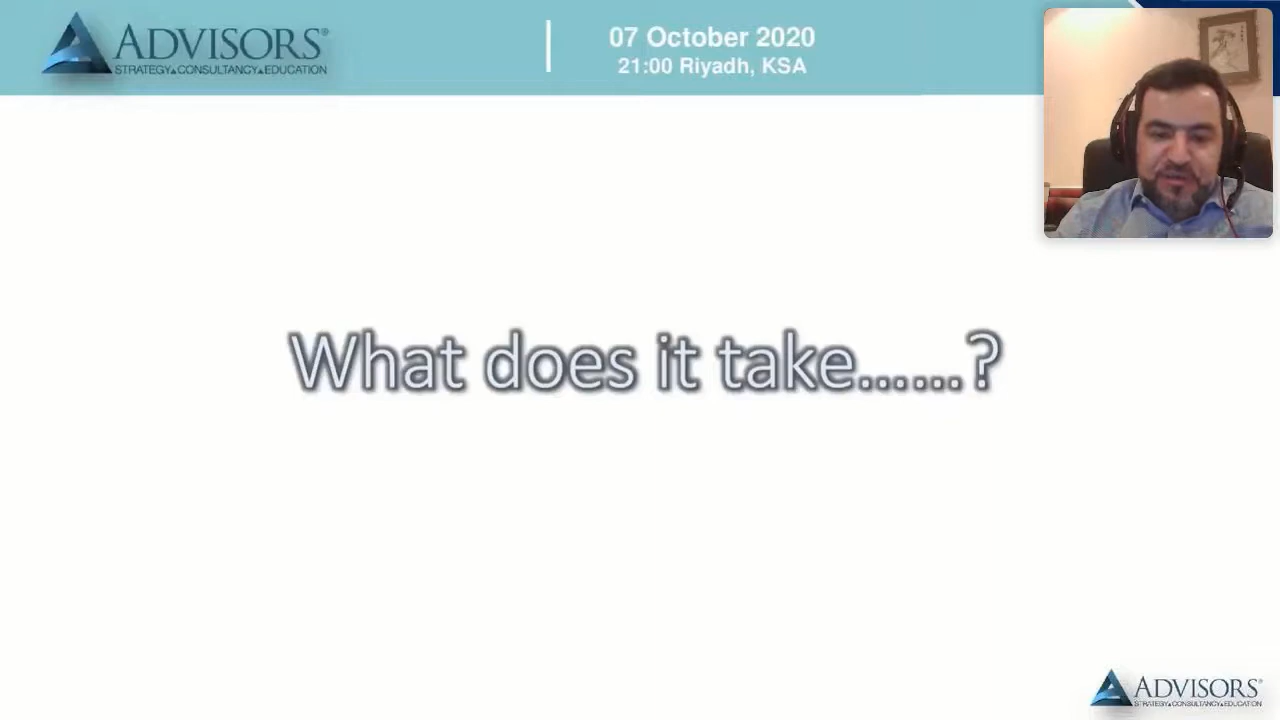 ADVISORS®
STRATEGY▲CONSULTANCY▲EDUCATION
07 October 2020
21:00 Riyadh, KSA
What does it take......?
ADVISORS®
STRATEGY▲CONSULTANCY▲EDUCATION